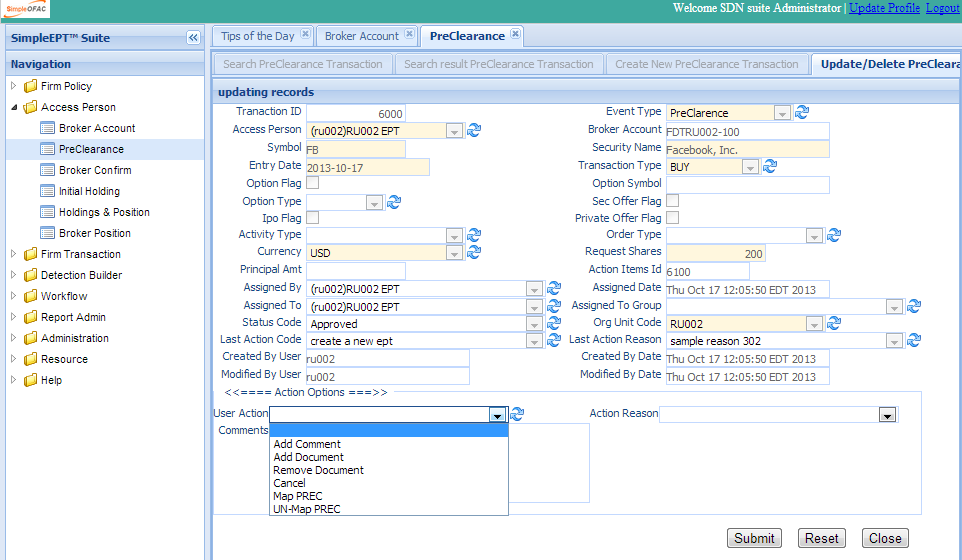 SimpleOFAC
Welcome SDN suite Administrator | Update Profile Logout
SimpleEPT™ Suite
Navigation
Firm Policy
Access Person
Broker Account
PreClearance
Broker Confirm
Initial Holding
Holdings & Position
Broker Position
Firm Transaction
Detection Builder
Workflow
Report Admin
Administration
Resource
Help
Tips of the Day Broker Account PreClearance
Search PreClearance Transaction Search result PreClearance Transaction Create New PreClearance Transaction Update/Delete PreCleara
updating records
Tranaction ID 6000 Event Type PreClarence
Access Person (ru002)RU002 EPT Broker Account FDTRU002-100
Symbol FB Security Name Facebook, Inc.
Entry Date 2013-10-17 Transaction Type BUY
Option Flag Option Symbol
Option Type Sec Offer Flag
Ipo Flag Private Offer Flag
Activity Type Order Type
Currency USD Request Shares 200
Principal Amt Action Items Id 6100
Assigned By (ru002)RU002 EPT Assigned Date Thu Oct 17 12:05:50 EDT 2013
Assigned To (ru002)RU002 EPT Assigned To Group
Status Code Approved Org Unit Code RU002
Last Action Code create a new ept Last Action Reason sample reason 302
Created By User ru002 Created By Date Thu Oct 17 12:05:50 EDT 2013
Modified By User ru002 Modified By Date Thu Oct 17 12:05:50 EDT 2013
<<==== Action Options ===>>
User Action Action Reason
Comments
Add Comment
Add Document
Remove Document
Cancel
Map PREC
UN-Map PREC
Submit Reset Close